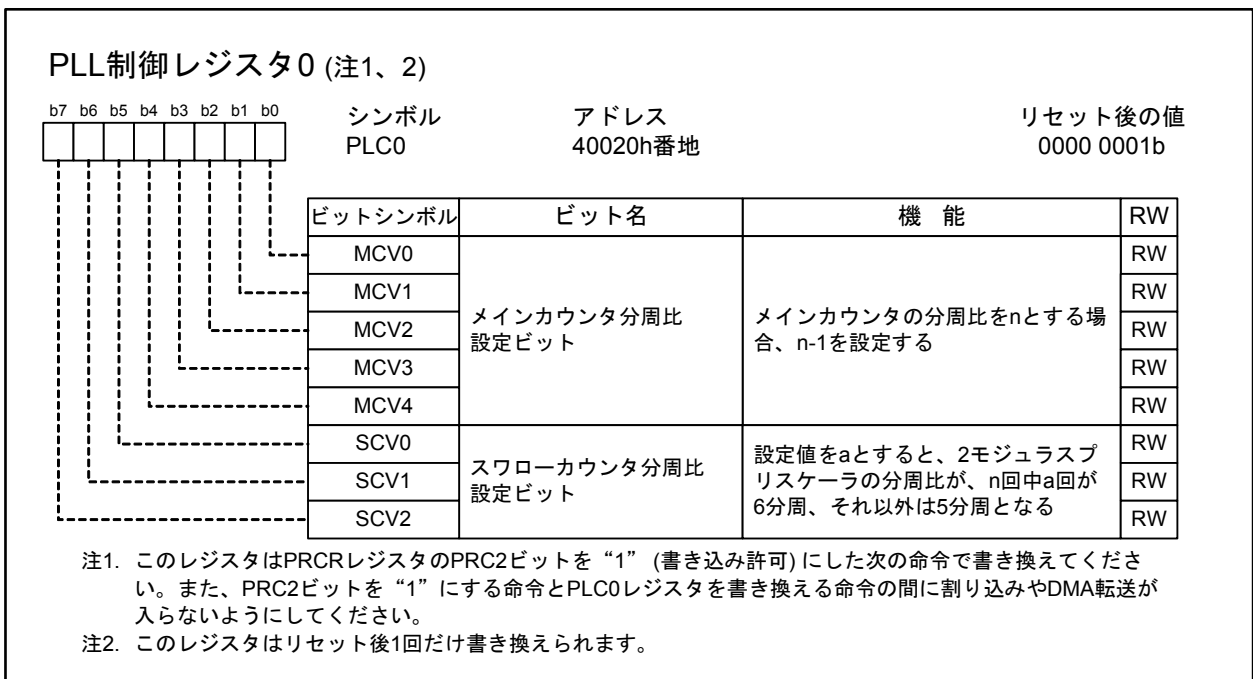 PLL制御レジスタ0 (注1、2)
b7 b6 b5 b4 b3 b2 b1 b0
シンボル アドレス リセット後の値
PLC0 40020h番地 0000 0001b
ビットシンボル ビット名 機 能 RW
MCV0 RW
MCV1 RW
メインカウンタ分周比 メインカウンタの分周比をnとする場
MCV2 RW
設定ビット 合、n-1を設定する
MCV3 RW
MCV4 RW
SCV0 RW
スワローカウンタ分周比 設定値をaとすると、2モジュラスプ
SCV1 リスケーラの分周比が、n回中a回が RW
設定ビット 6分周、それ以外は5分周となる
SCV2 RW
注1. このレジスタはPRCRレジスタのPRC2ビットを“1” (書き込み許可) にした次の命令で書き換えてくださ
い。また、PRC2ビットを“1”にする命令とPLC0レジスタを書き換える命令の間に割り込みやDMA転送が
入らないようにしてください。
注2. このレジスタはリセット後1回だけ書き換えられます。